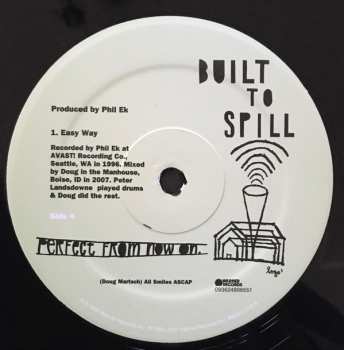 BUILT
TO
SPILL
Produced by Phil Ek
1. Easy Way
Recorded by Phil Ek at
AVAST! Recording Co.,
Seattle, WA in 1996. Mixed
by Doug in the Manhouse,
Boise, ID in 2007. Peter
Landsdowne played drums
& Doug did the rest.
Side 4
PERFECT FROM NOW ON.
(Doug Martsch) All Smiles ASCAP